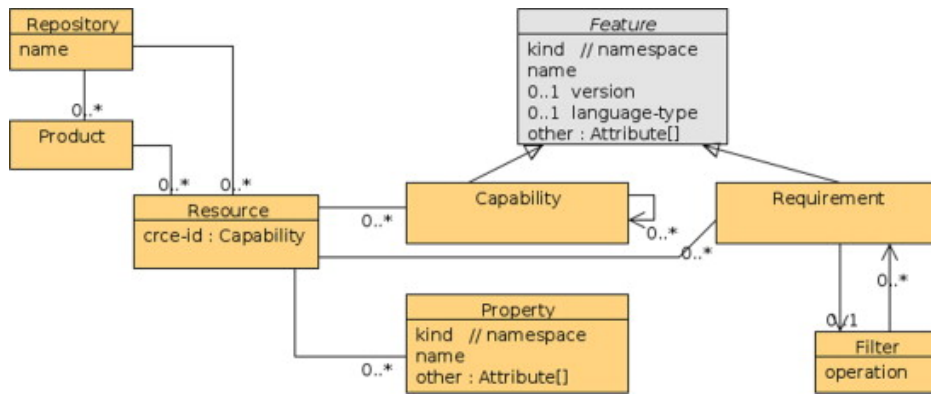 Repository
name
0..*
Product
0..*
0..*
Resource
crce-id : Capability
Feature
kind // namespace
name
0..1 version
0..1 language-type
other : Attribute[]
Capability
0..*
0..*
Requirement
0..*
0..*
0../1
Filter
operation
Property
kind // namespace
name
other : Attribute[]
0..*